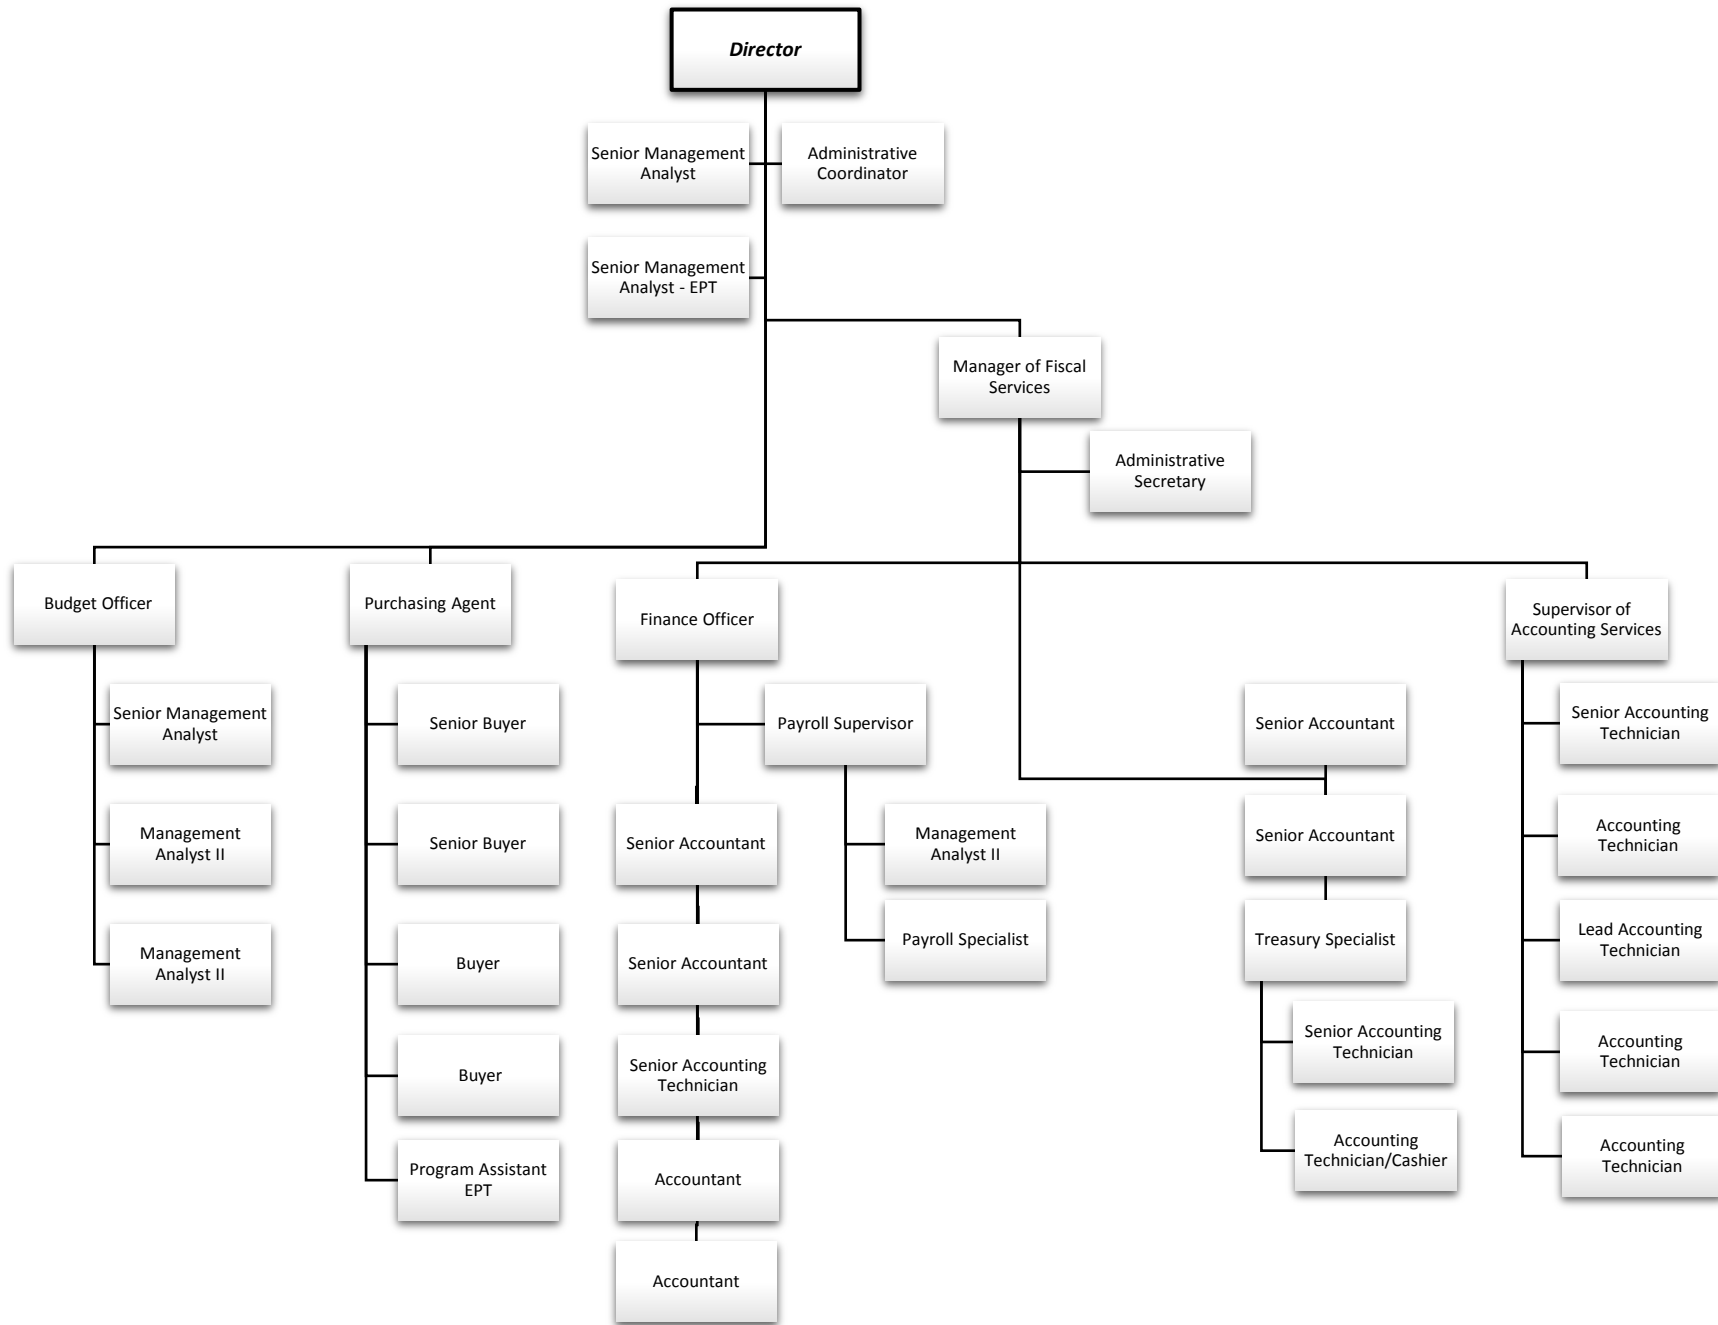 Director
Senior Management
Analyst
Administrative
Coordinator
Senior Management
Analyst - EPT
Manager of Fiscal
Services
Administrative
Secretary
Budget Officer
Purchasing Agent
Finance Officer
Supervisor of
Accounting Services
Senior Management
Analyst
Management
Analyst II
Management
Analyst II
Senior Buyer
Senior Buyer
Buyer
Buyer
Program Assistant
EPT
Payroll Supervisor
Senior Accountant
Senior Accountant
Senior Accounting
Technician
Accountant
Accountant
Management
Analyst II
Payroll Specialist
Senior Accountant
Senior Accountant
Treasury Specialist
Senior Accounting
Technician
Accounting
Technician/Cashier
Senior Accounting
Technician
Accounting
Technician
Lead Accounting
Technician
Accounting
Technician
Accounting
Technician